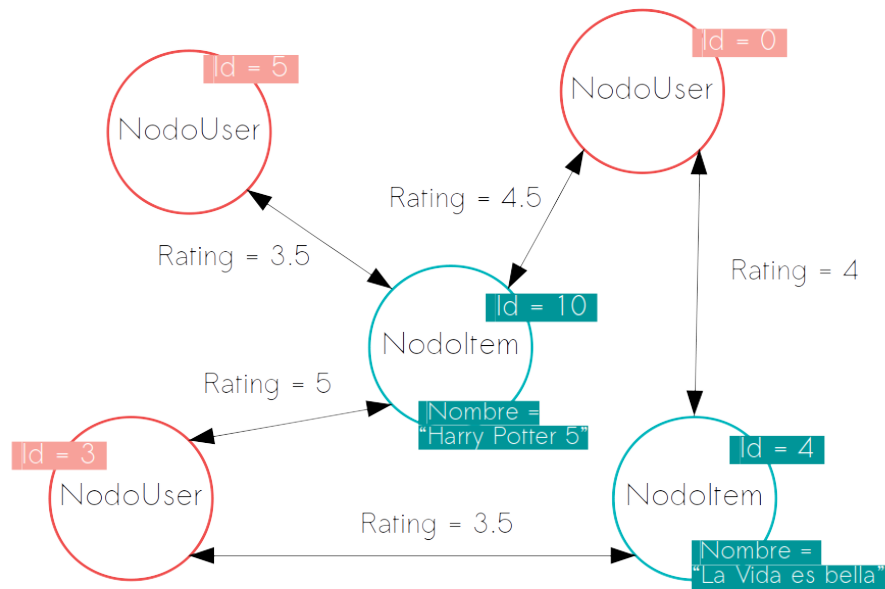 Id = 0
NodoUser
Id = 5
NodoUser
Rating = 4.5
Rating = 3.5
Rating = 4
Id = 10
NodoItem
Nombre =
“Harry Potter 5”
Rating = 5
Id = 3
NodoUser
Rating = 3.5
Id = 4
NodoItem
Nombre =
“La Vida es bella”